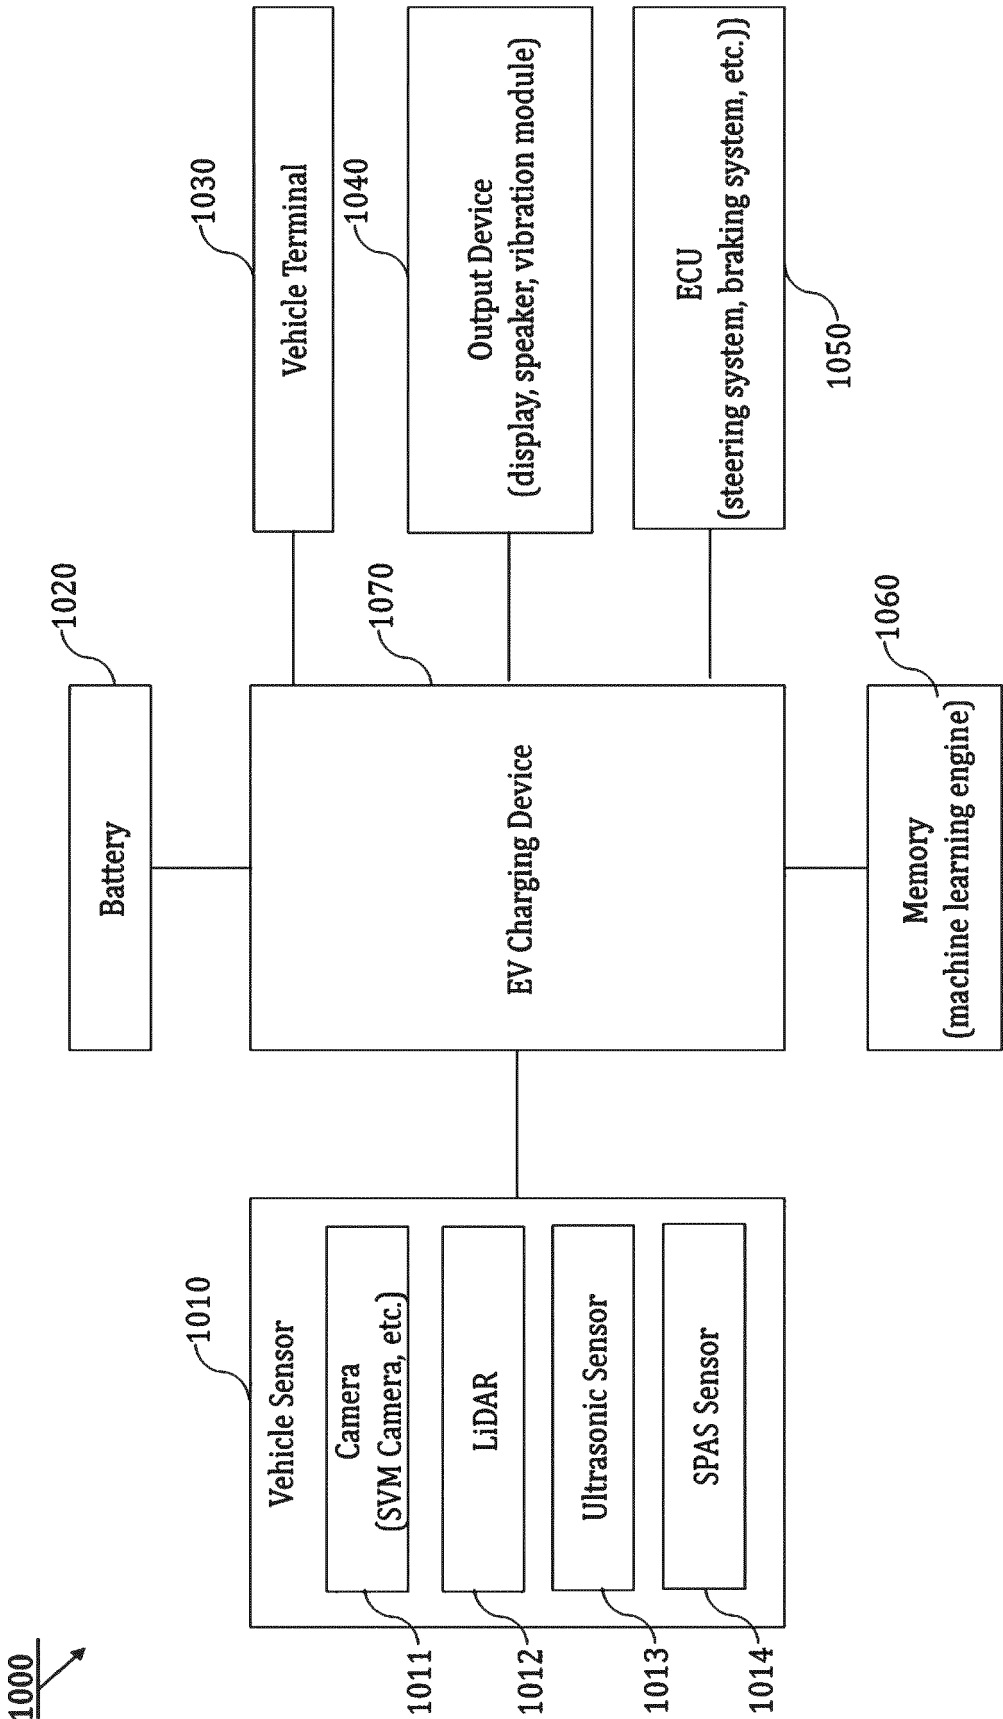 1000
1010
Vehicle Sensor
Camera
(SVM Camera, etc.)
1011
LiDAR
1012
Ultrasonic Sensor
1013
SPAS Sensor
1014
Battery
1020
EV Charging Device
1070
Memory
(machine learning engine)
1060
Vehicle Terminal
1030
Output Device
(display, speaker, vibration module)
1040
ECU
(steering system, braking system, etc.))
1050